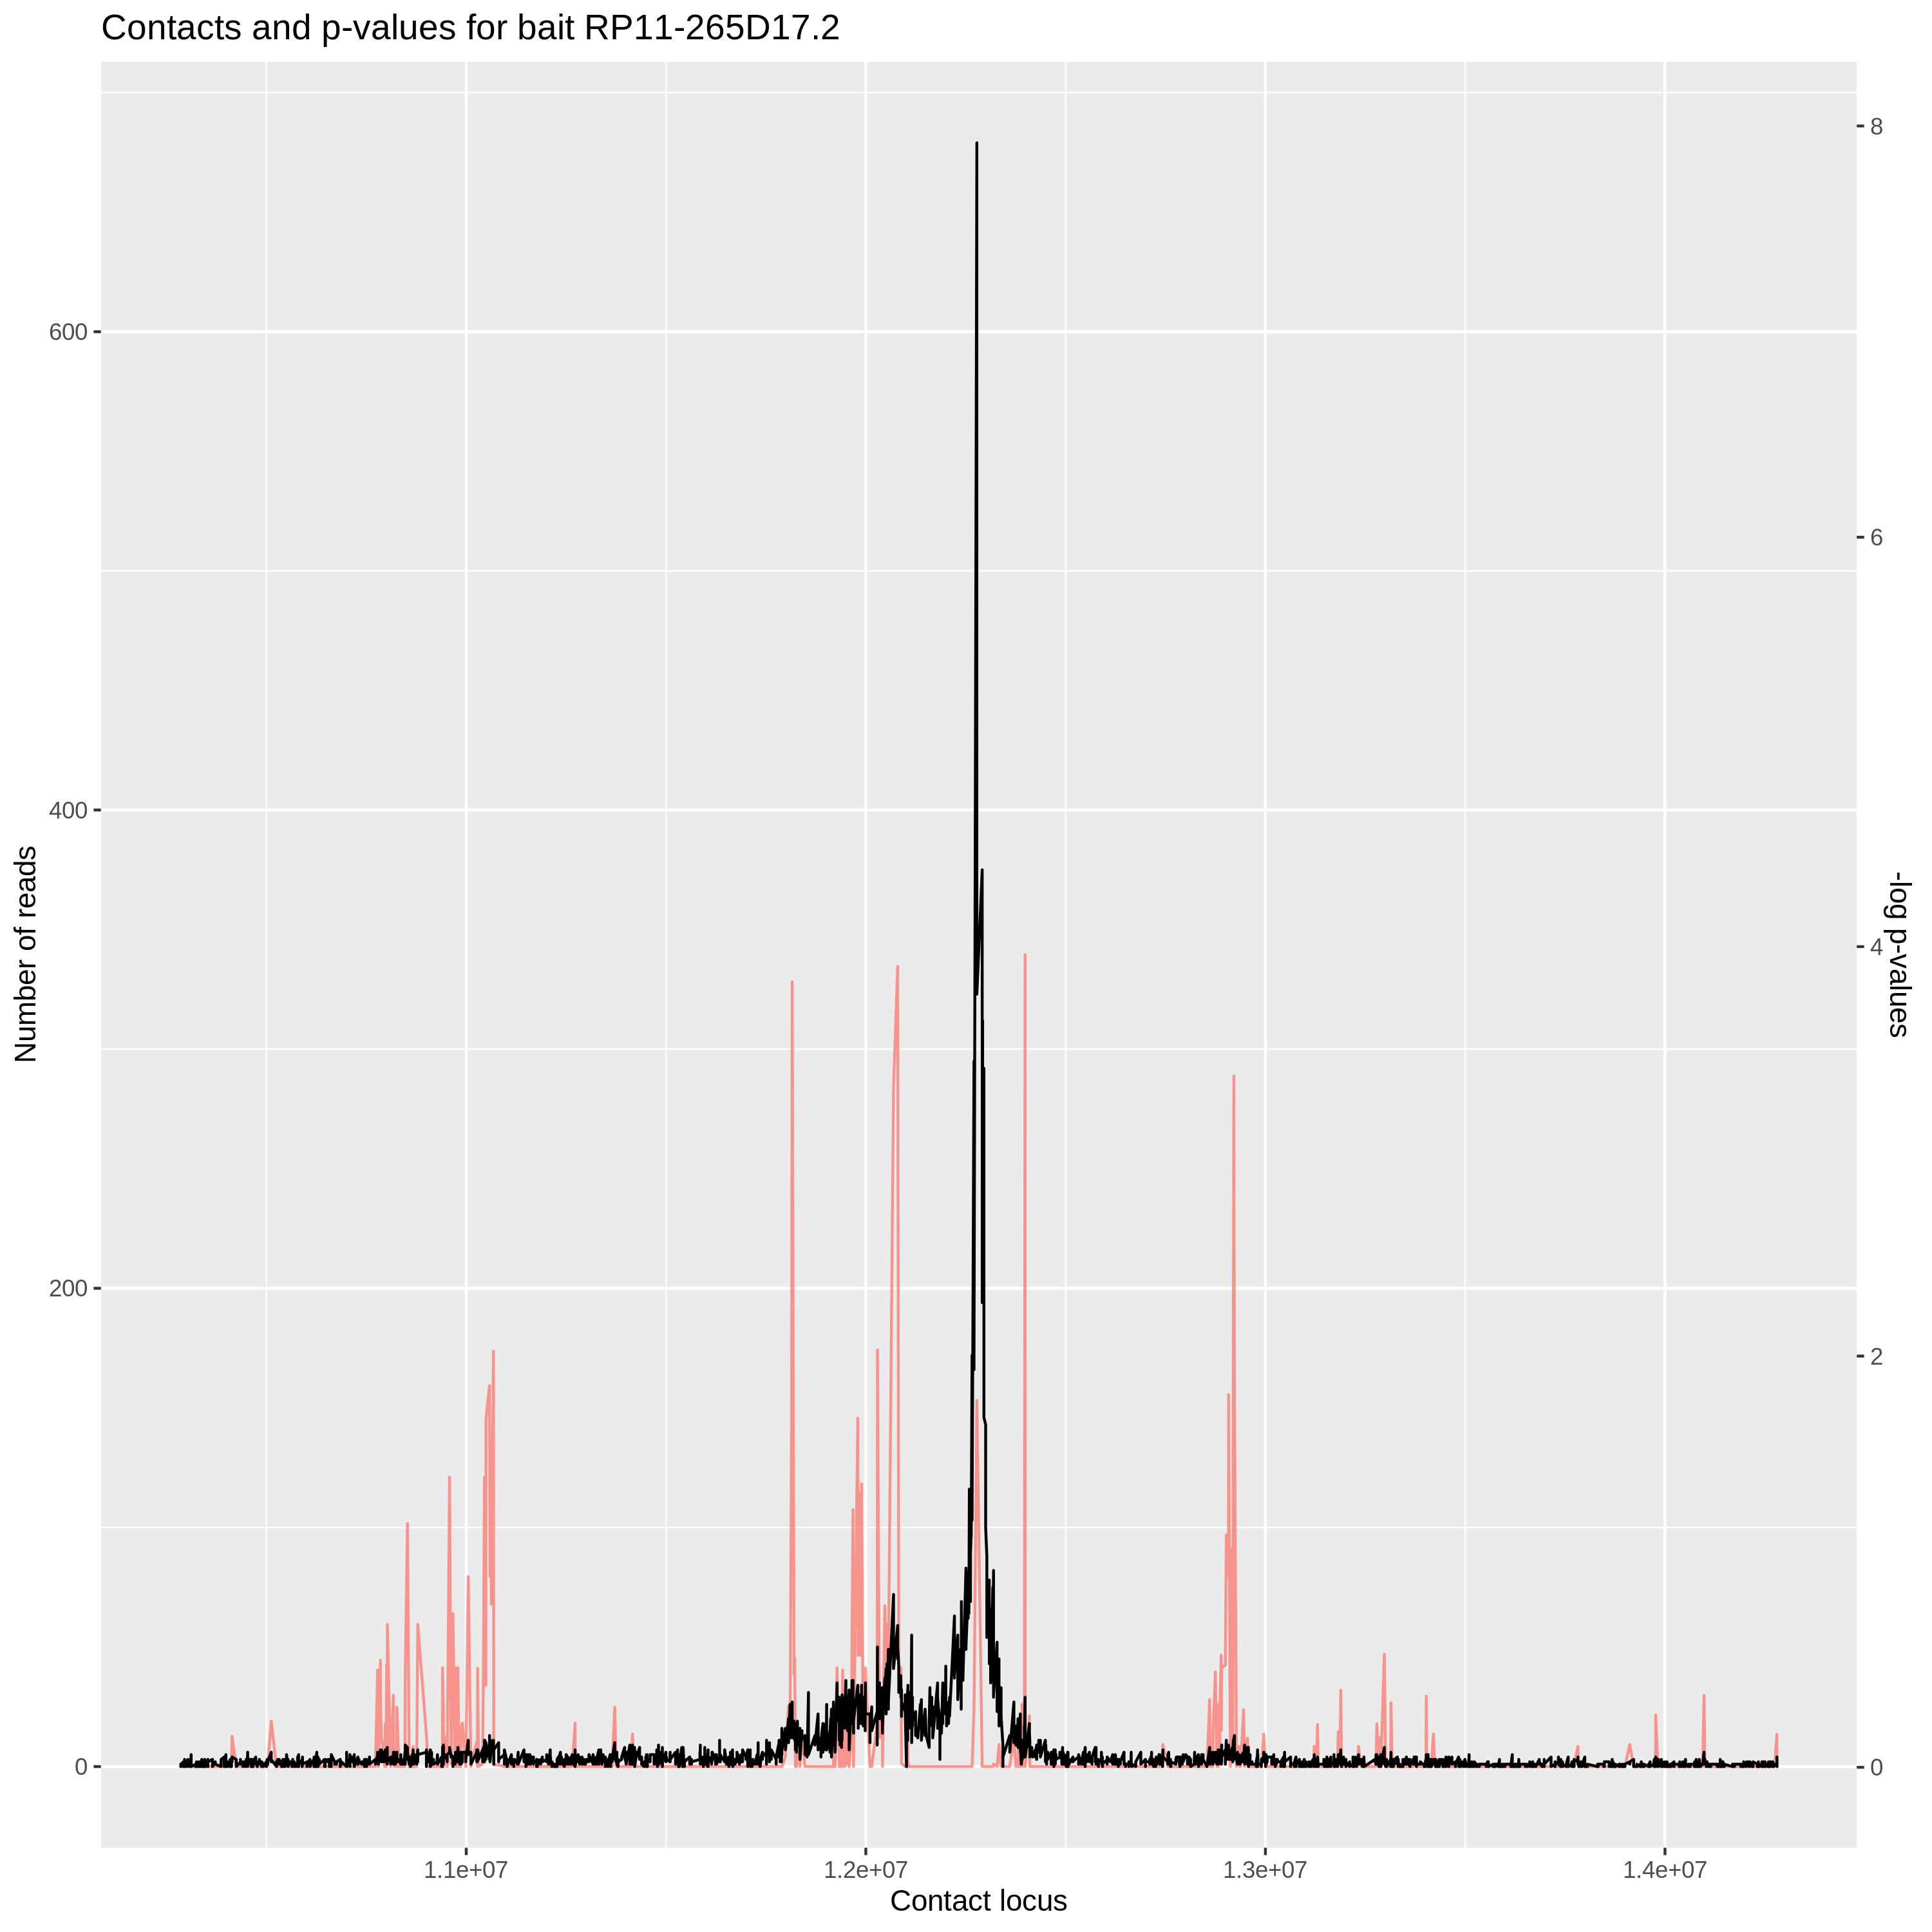 Contacts and p-values for bait RP11-265D17.2
Number of reads
600
400
200
0
8
6
4
2
0
-log p-values
1.1e+07 1.2e+07 1.3e+07 1.4e+07
Contact locus